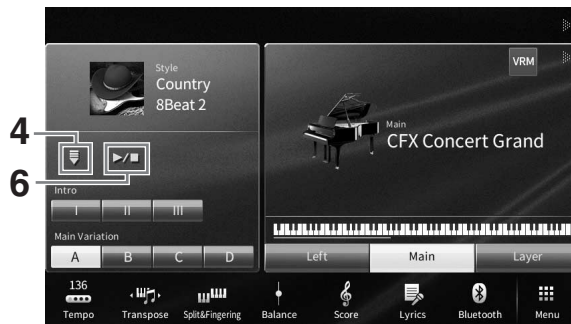 Style
Country
8Beat 2
4
6
Intro
I II III
Main Variation
A B C D
VRM
Main
CFX Concert Grand
Left Main Layer
136
Tempo Transpose Split&Fingering Balance Score Lyrics Bluetooth Menu